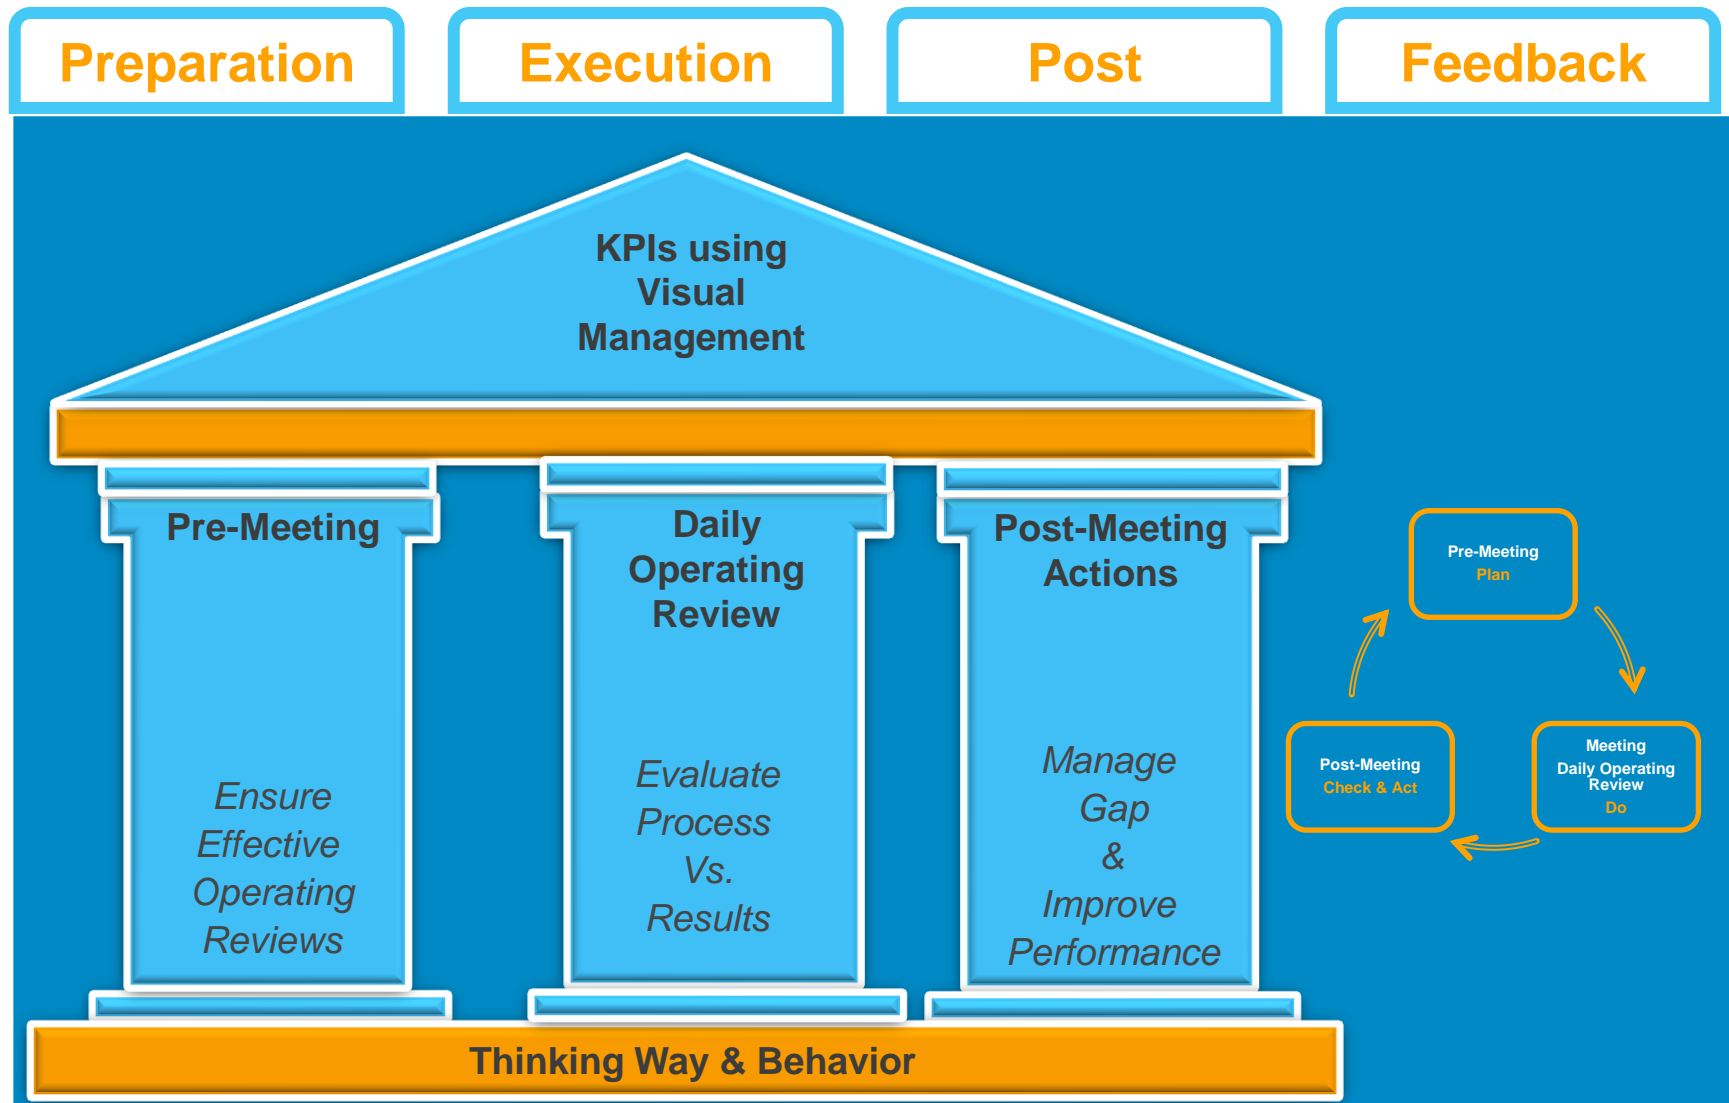 Preparation
Execution
Post
Feedback
KPIs using
Visual
Management
Pre-Meeting
Ensure
Effective
Operating
Reviews
Daily
Operating
Review
Evaluate
Process
Vs.
Results
Post-Meeting
Actions
Manage
Gap
&
Improve
Performance
Pre-Meeting
Plan
Meeting
Daily Operating
Review
Do
Post-Meeting
Check & Act
Thinking Way & Behavior